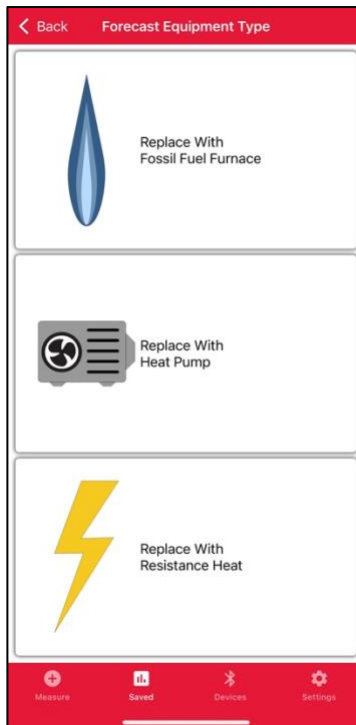 Back
Forecast Equipment Type
Replace With
Fossil Fuel Furnace
Replace With
Heat Pump
Replace With
Resistance Heat
Measure
Saved
Devices
Settings